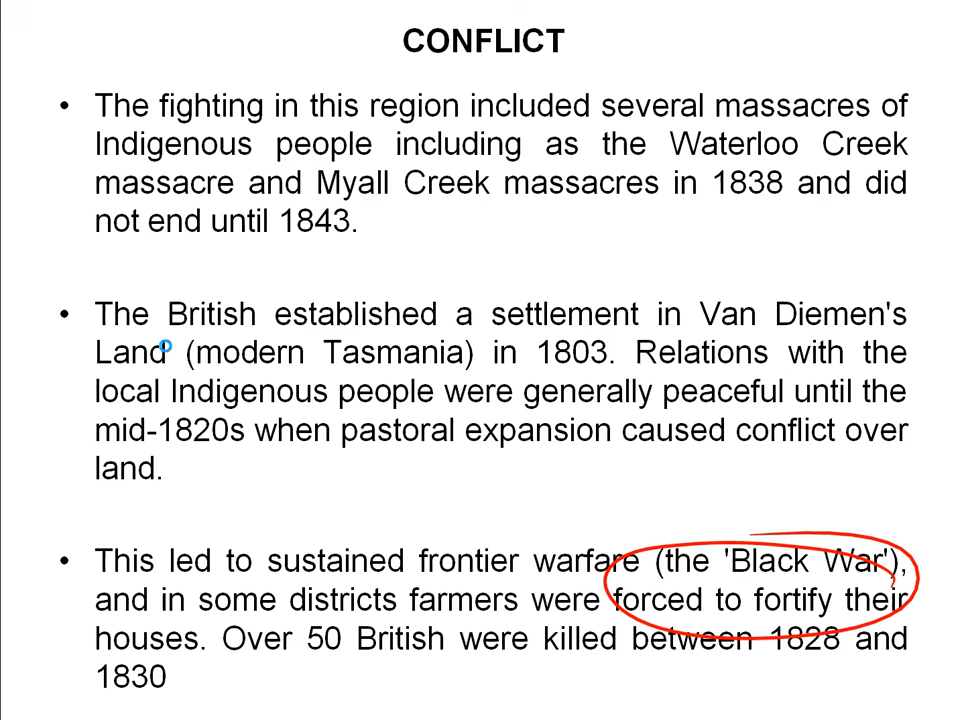 CONFLICT
• The fighting in this region included several massacres of
Indigenous people including as the Waterloo Creek
massacre and Myall Creek massacres in 1838 and did
not end until 1843.
• The British established a settlement in Van Diemen's
Land (modern Tasmania) in 1803. Relations with the
local Indigenous people were generally peaceful until the
mid-1820s when pastoral expansion caused conflict over
land.
• This led to sustained frontier warfare (the 'Black War'),
and in some districts farmers were forced to fortify their
houses. Over 50 British were killed between 1828 and
1830